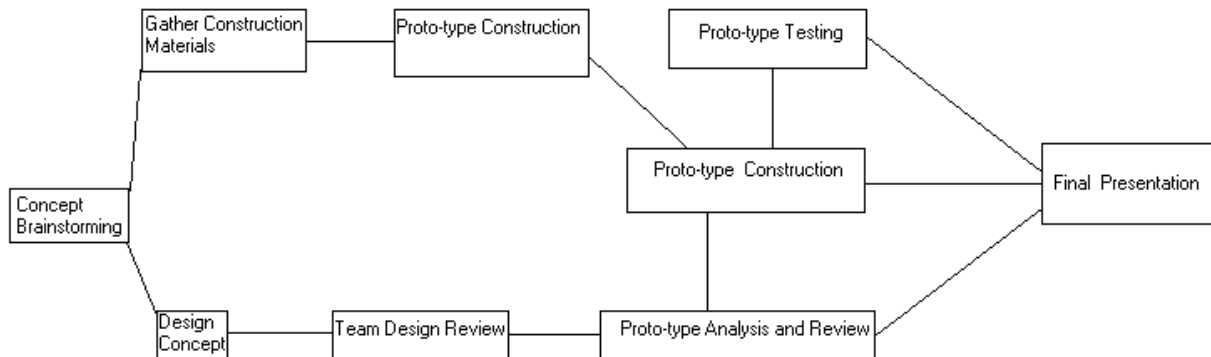 Gather Construction
Materials
Proto-type Construction
Proto-type Testing
Proto-type Construction
Final Presentation
Concept
Brainstorming
Design
Concept
Team Design Review
Proto-type Analysis and Review